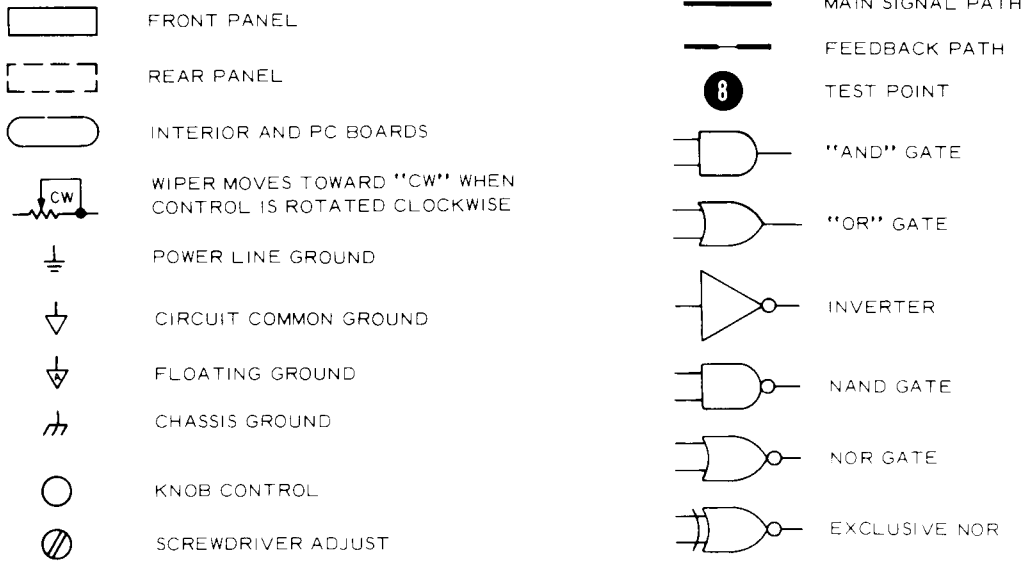 FRONT PANEL
REAR PANEL
INTERIOR AND PC BOARDS
CW
WIPER MOVES TOWARD "CW" WHEN
CONTROL IS ROTATED CLOCKWISE
POWER LINE GROUND
CIRCUIT COMMON GROUND
A
FLOATING GROUND
CHASSIS GROUND
KNOB CONTROL
SCREWDRIVER ADJUST
MAIN SIGNAL PATH
FEEDBACK PATH
8
TEST POINT
"AND" GATE
"OR" GATE
INVERTER
NAND GATE
NOR GATE
EXCLUSIVE NOR